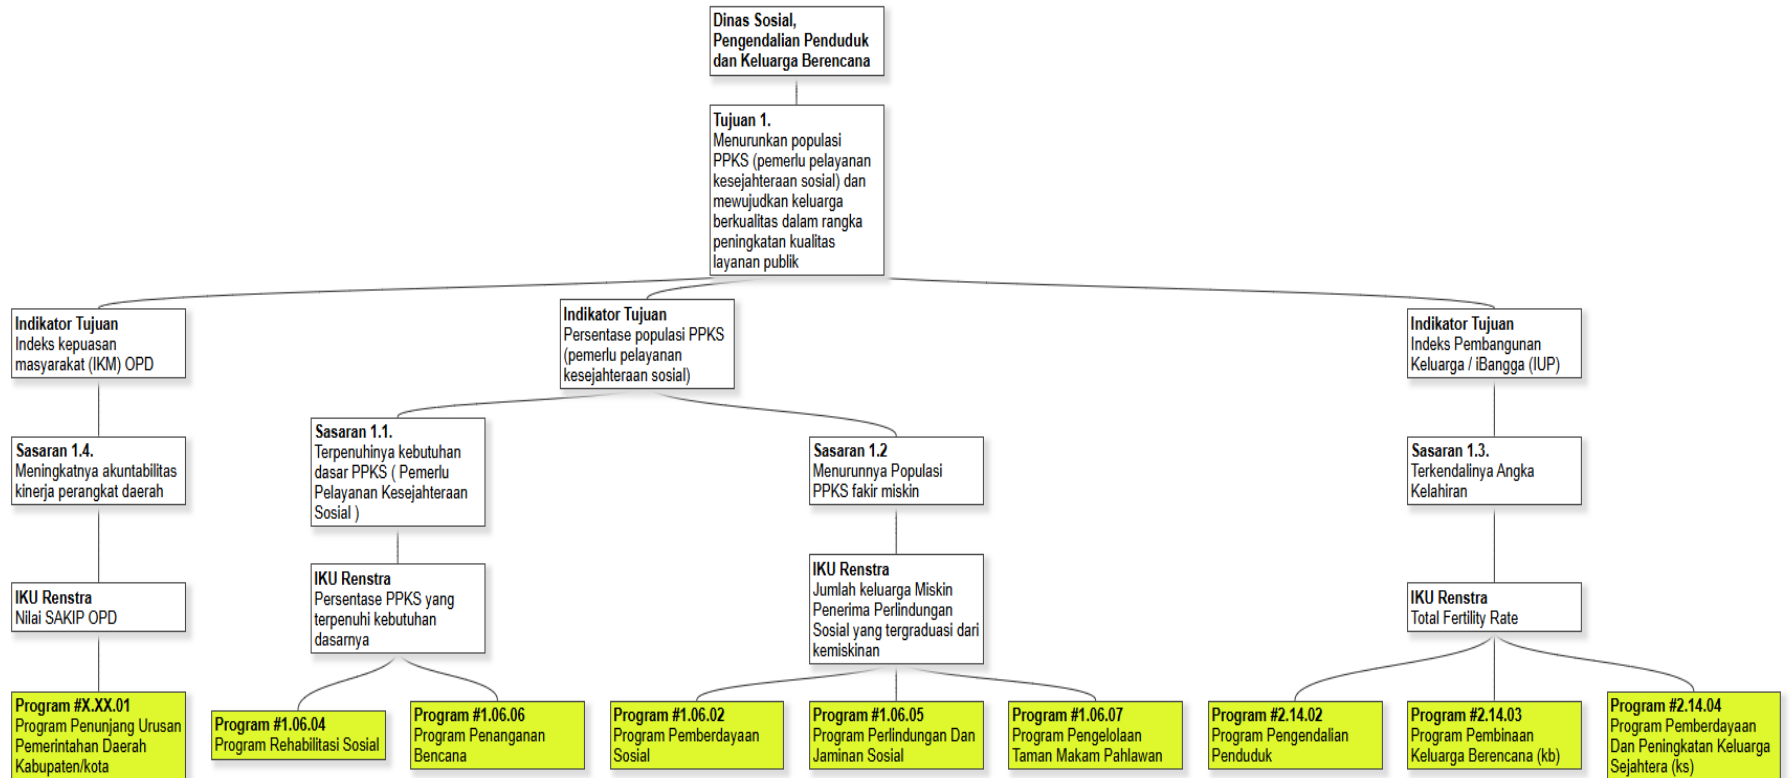 Dinas Sosial,
Pengendalian Penduduk
dan Keluarga Berencana
Tujuan 1.
Menurunkan populasi
PPKS (pemerlu pelayanan
kesejahteraan sosial) dan
mewujudkan keluarga
berkualitas dalam rangka
peningkatan kualitas
layanan publik
Indikator Tujuan
Indeks kepuasan
masyarakat (IKM) OPD
Indikator Tujuan
Persentase populasi PPKS
(pemerlu pelayanan
kesejahteraan sosial)
Indikator Tujuan
Indeks Pembangunan
Keluarga / iBangga (IUP)
Sasaran 1.4.
Meningkatnya akuntabilitas
kinerja perangkat daerah
Sasaran 1.1.
Terpenuhinya kebutuhan
dasar PPKS ( Pemerlu
Pelayanan Kesejahteraan
Sosial )
Sasaran 1.2
Menurunnya Populasi
PPKS fakir miskin
Sasaran 1.3.
Terkendalinya Angka
Kelahiran
IKU Renstra
Nilai SAKIP OPD
IKU Renstra
Persentase PPKS yang
terpenuhi kebutuhan
dasarnya
IKU Renstra
Jumlah keluarga Miskin
Penerima Perlindungan
Sosial yang tergraduasi dari
kemiskinan
IKU Renstra
Total Fertility Rate
Program #X.XX.01
Program Penunjang Urusan
Pemerintahan Daerah
Kabupaten/kota
Program #1.06.04
Program Rehabilitasi Sosial
Program #1.06.06
Program Penanganan
Bencana
Program #1.06.02
Program Pemberdayaan
Sosial
Program #1.06.05
Program Perlindungan Dan
Jaminan Sosial
Program #1.06.07
Program Pengelolaan
Taman Makam Pahlawan
Program #2.14.02
Program Pengendalian
Penduduk
Program #2.14.03
Program Pembinaan
Keluarga Berencana (kb)
Program #2.14.04
Program Pemberdayaan
Dan Peningkatan Keluarga
Sejahtera (ks)